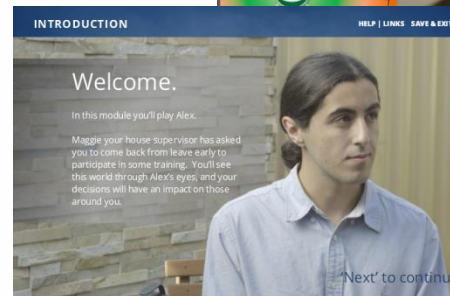 INTRODUCTION
HELP | LINKS SAVE & EXIT
Welcome.
In this module you'll play Alex.
Maggie your house supervisor has asked
you to come back from leave early to
participate in some training. You'll see
this world through Alex's eyes, and your
decisions will have an impact on those
around you.
'Next' to continu